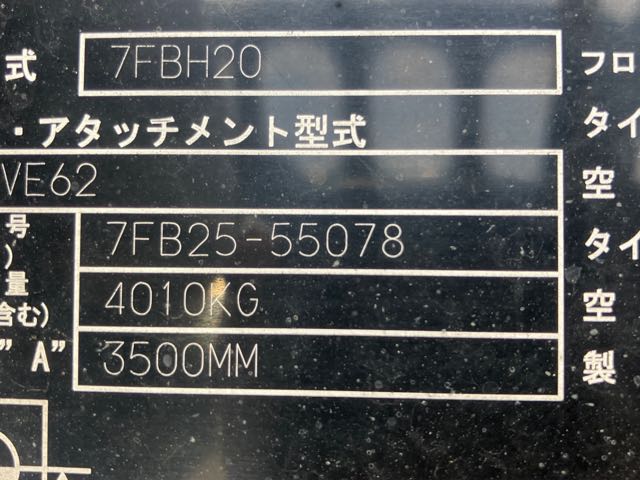 式 7FBH20 フロ
・アタッチメント型式 タイ
VE62 空
号
) 7FB25-55078 タイ
量
含む) 4010KG 空
" A" 3500MM 製